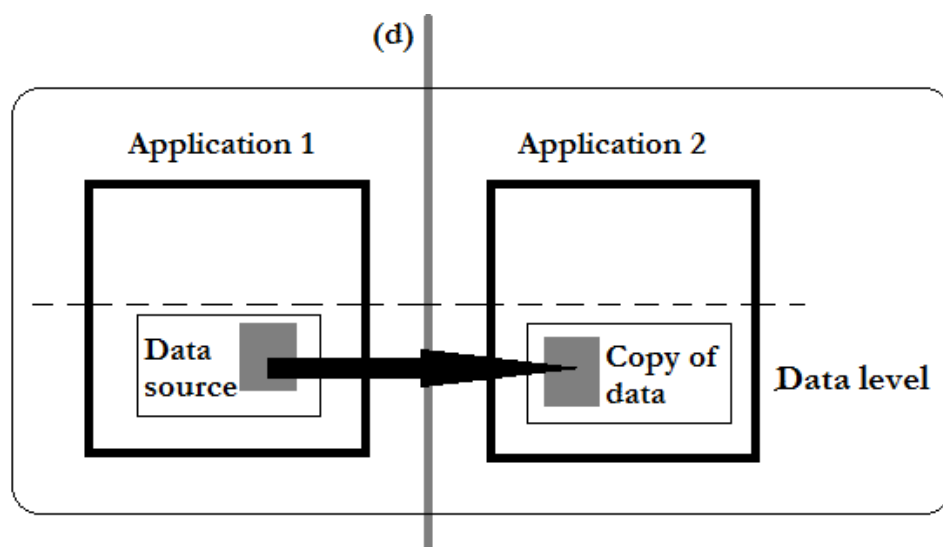 (d)
Application 1
Application 2
Data
source
Copy of
data
Data level